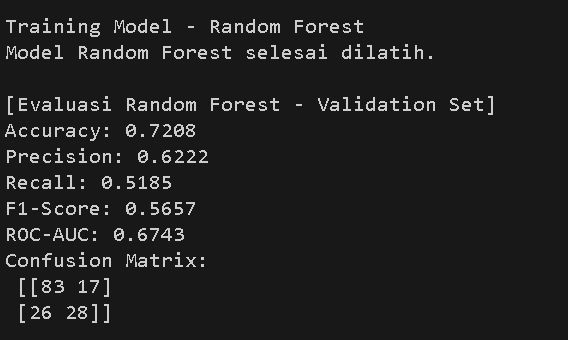 Training Model - Random Forest
Model Random Forest selesai dilatih.
[Evaluasi Random Forest - Validation Set]
Accuracy: 0.7208
Precision: 0.6222
Recall: 0.5185
F1-Score: 0.5657
ROC-AUC: 0.6743
Confusion Matrix:
[[83 17]
[26 28]]